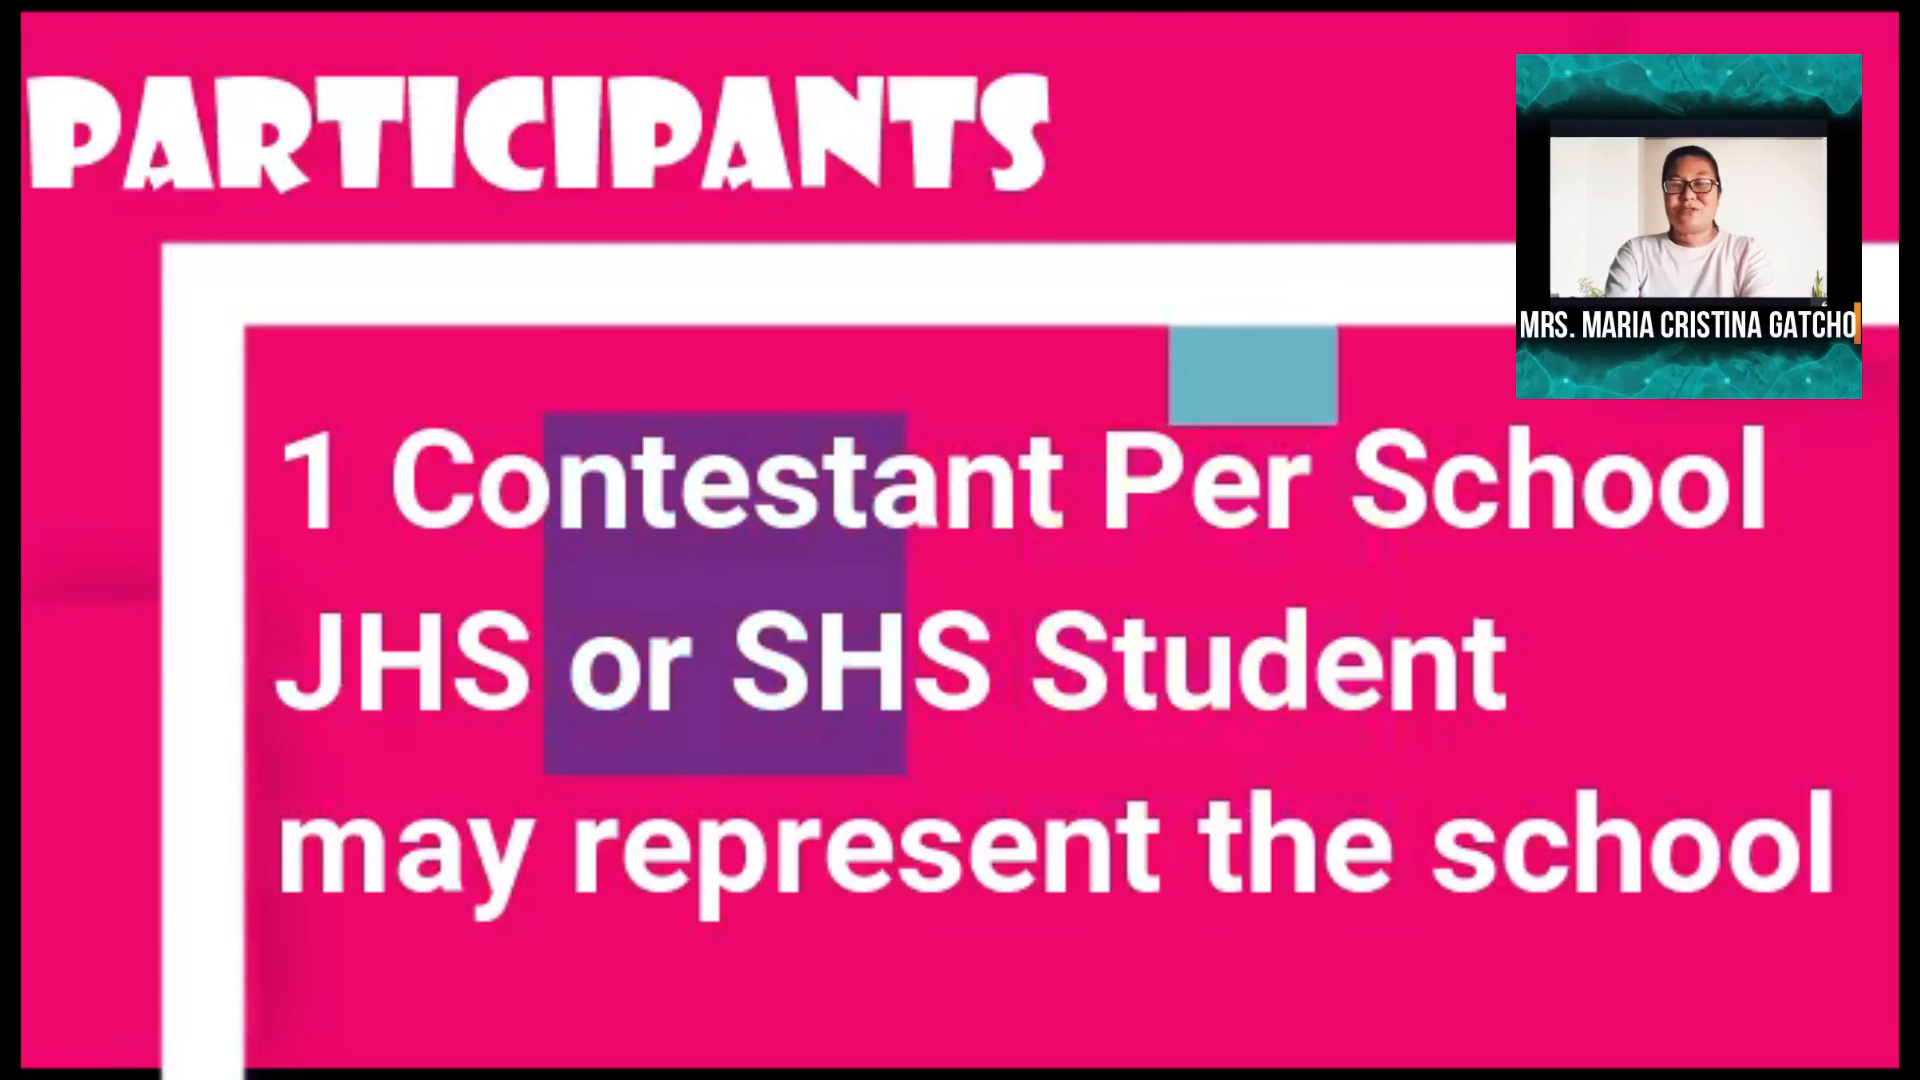 PARTICIPANTS
MRS. MARIA CRISTINA GATCHO
1 Contestant Per School
JHS or SHS Student
may represent the school